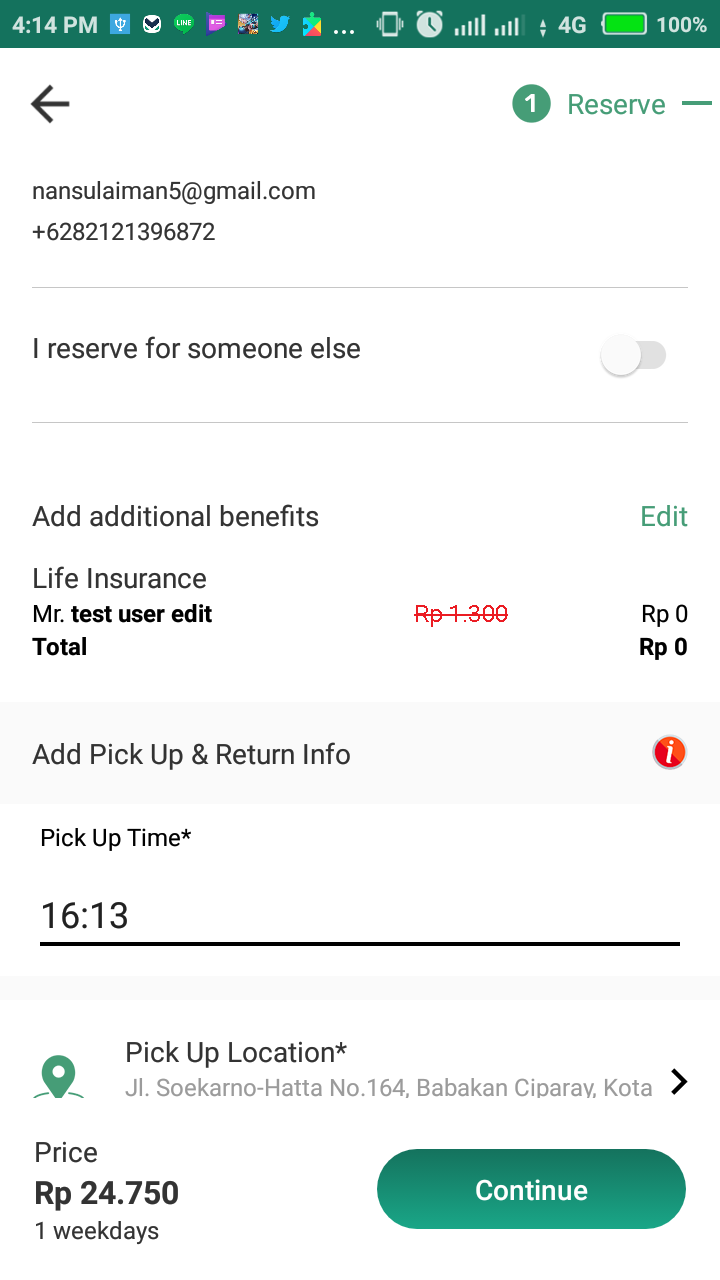 4:14 PM LINE ... 4G 100%
1 Reserve
nansulaiman5@gmail.com
+6282121396872
I reserve for someone else
Add additional benefits Edit
Life Insurance
Mr. test user edit Rp 1.300 Rp 0
Total Rp 0
Add Pick Up & Return Info i
Pick Up Time*
16:13
Pick Up Location*
Jl. Soekarno-Hatta No.164, Babakan Ciparay, Kota
Price
Rp 24.750
1 weekdays
Continue